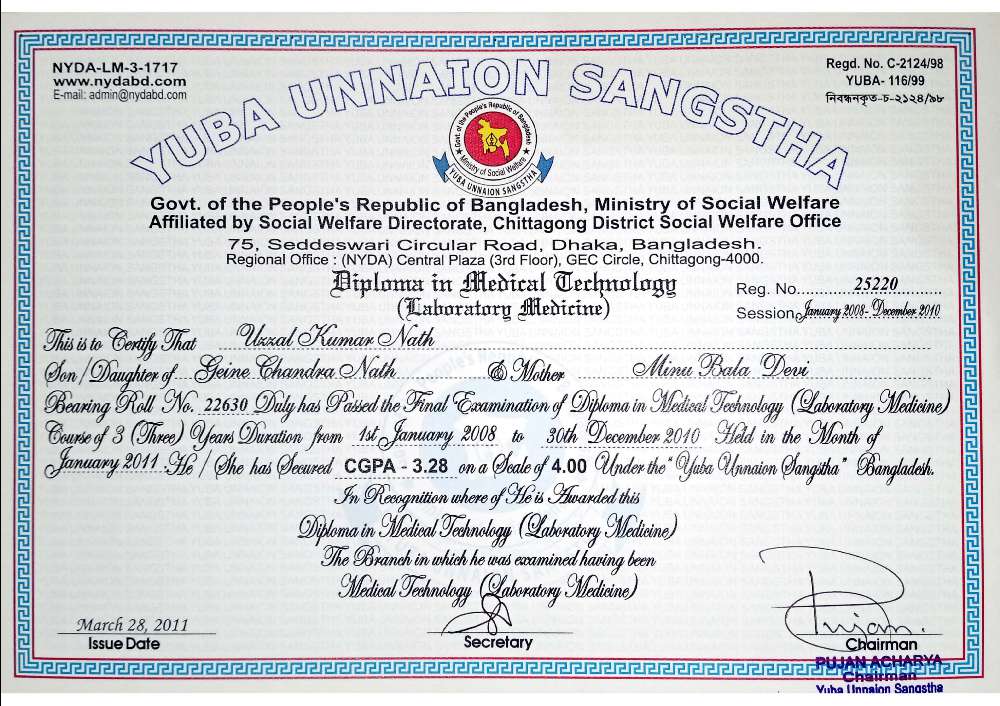 NYDA-LM-3-1717
www.nydabd.com
E-mail: admin@nydabd.com
Regd. No. C-2124/98
YUBA- 116/99
নিবন্ধনকৃত-চ-২১২৪/৯৮
YUBA UNNAION SANGSTHA
Govt. of the People's Republic of Bangladesh
Ministry of Social Welfare
YUBA UNNAION SANGSTHA
Govt. of the People's Republic of Bangladesh, Ministry of Social Welfare
Affiliated by Social Welfare Directorate, Chittagong District Social Welfare Office
75, Seddeswari Circular Road, Dhaka, Bangladesh.
Regional Office : (NYDA) Central Plaza (3rd Floor), GEC Circle, Chittagong-4000.
Diploma in Medical Technology
(Laboratory Medicine)
Reg. No. 25220
Session January 2008- December 2010
This is to Certify That Uzzal Kumar Nath
Son/Daughter of Geine Chandra Nath & Mother Minu Bala Devi
Bearing Roll No. 22630 Duly has Passed the Final Examination of Diploma in Medical Technology (Laboratory Medicine)
Course of 3 (Three) Years Duration from 1st January 2008 to 30th December 2010 Held in the Month of
January 2011 He / She has Secured CGPA - 3.28 on a Scale of 4.00 Under the "Yuba Unnaion Sangstha" Bangladesh.
In Recognition where of He is Awarded this
Diploma in Medical Technology (Laboratory Medicine)
The Branch in which he was examined having been
Medical Technology (Laboratory Medicine)
March 28, 2011
Issue Date
Secretary
Chairman
PUJAN ACHARYA
Chairman
Yuba Unnaion Sangstha